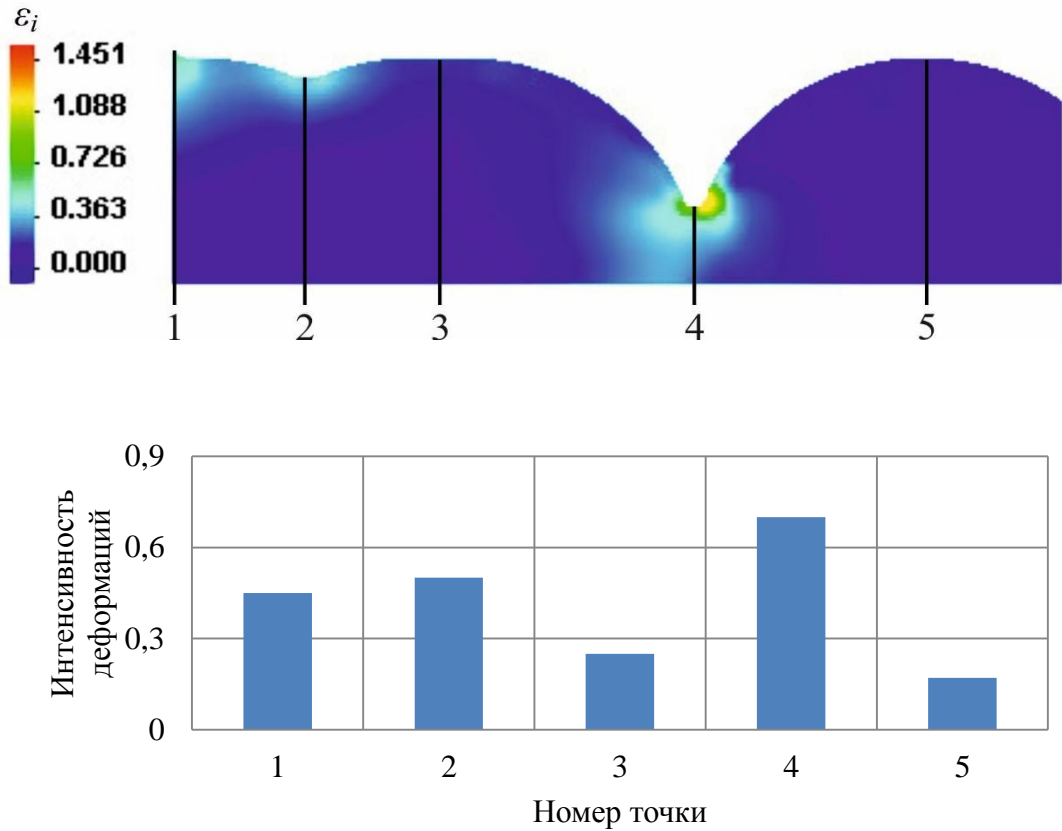 εi
1.451
1.088
0.726
0.363
0.000
1 2 3 4 5
Интенсивность
деформаций
0,9
0,6
0,3
0
1 2 3 4 5
Номер точки